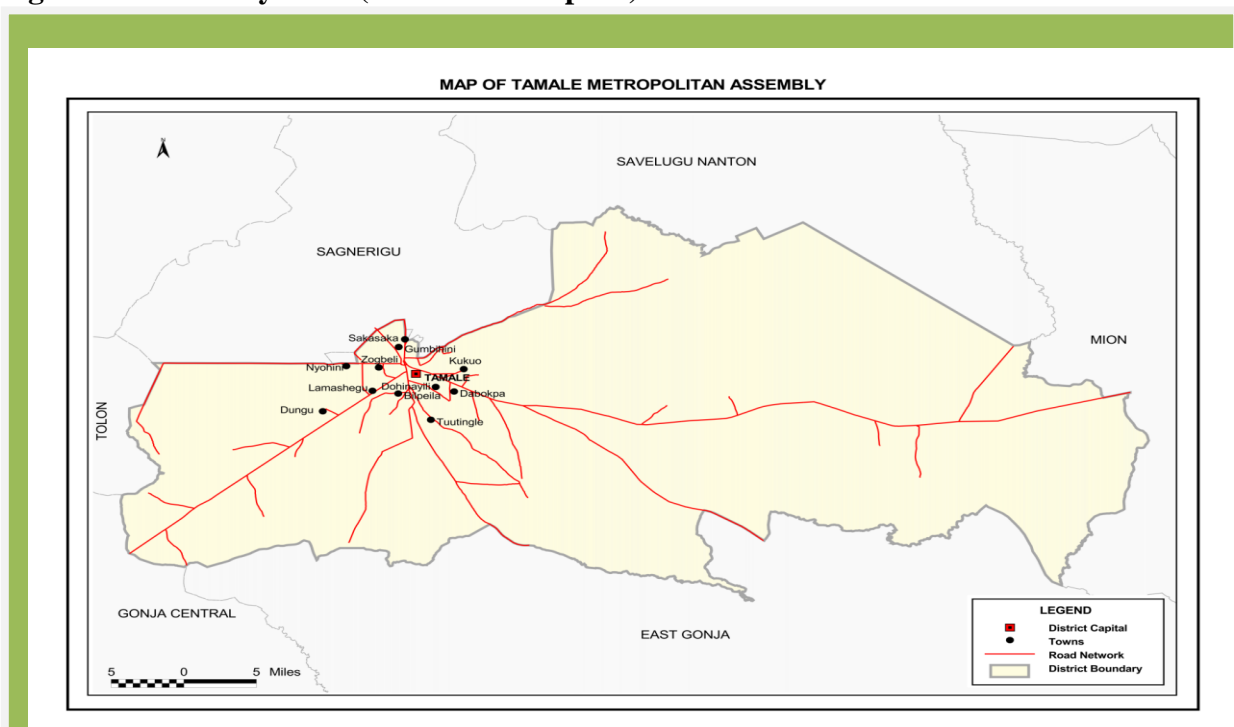 MAP OF TAMALE METROPOLITAN ASSEMBLY
N
SAVELUGU NANTON
SAGNERIGU
MION
TOLON
Sakasaka
Gumbihini
Zogbeli
Nyohini
Kukuo
TAMALE
Lamashegu
Dohinayili
Dabokpa
Bilpeila
Dungu
Tuutingle
GONJA CENTRAL
EAST GONJA
5 0 5 Miles
LEGEND
District Capital
Towns
Road Network
District Boundary